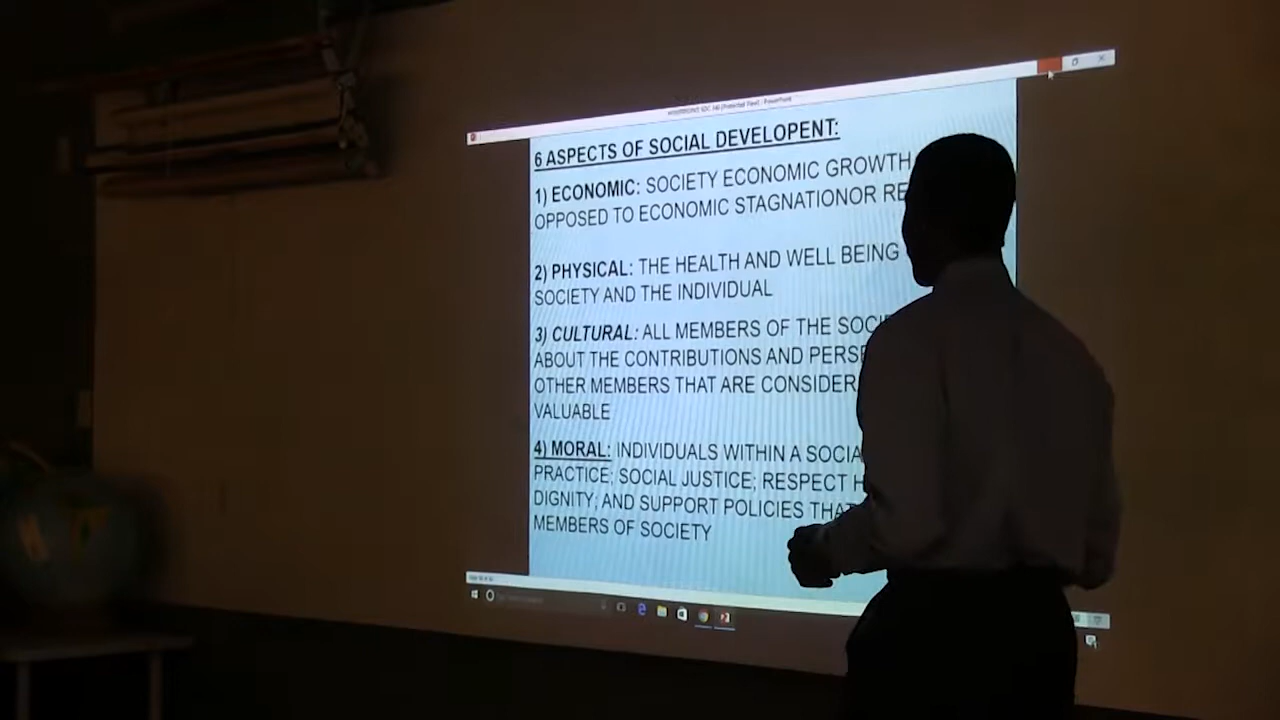 6 ASPECTS OF SOCIAL DEVELOPENT:
1) ECONOMIC: SOCIETY ECONOMIC GROWTH
OPPOSED TO ECONOMIC STAGNATIONOR RE
2) PHYSICAL: THE HEALTH AND WELL BEING
SOCIETY AND THE INDIVIDUAL
3) CULTURAL: ALL MEMBERS OF THE SOCIE
ABOUT THE CONTRIBUTIONS AND PERSE
OTHER MEMBERS THAT ARE CONSIDER
VALUABLE
4) MORAL: INDIVIDUALS WITHIN A SOCIA
PRACTICE; SOCIAL JUSTICE; RESPECT H
DIGNITY; AND SUPPORT POLICIES THAT
MEMBERS OF SOCIETY